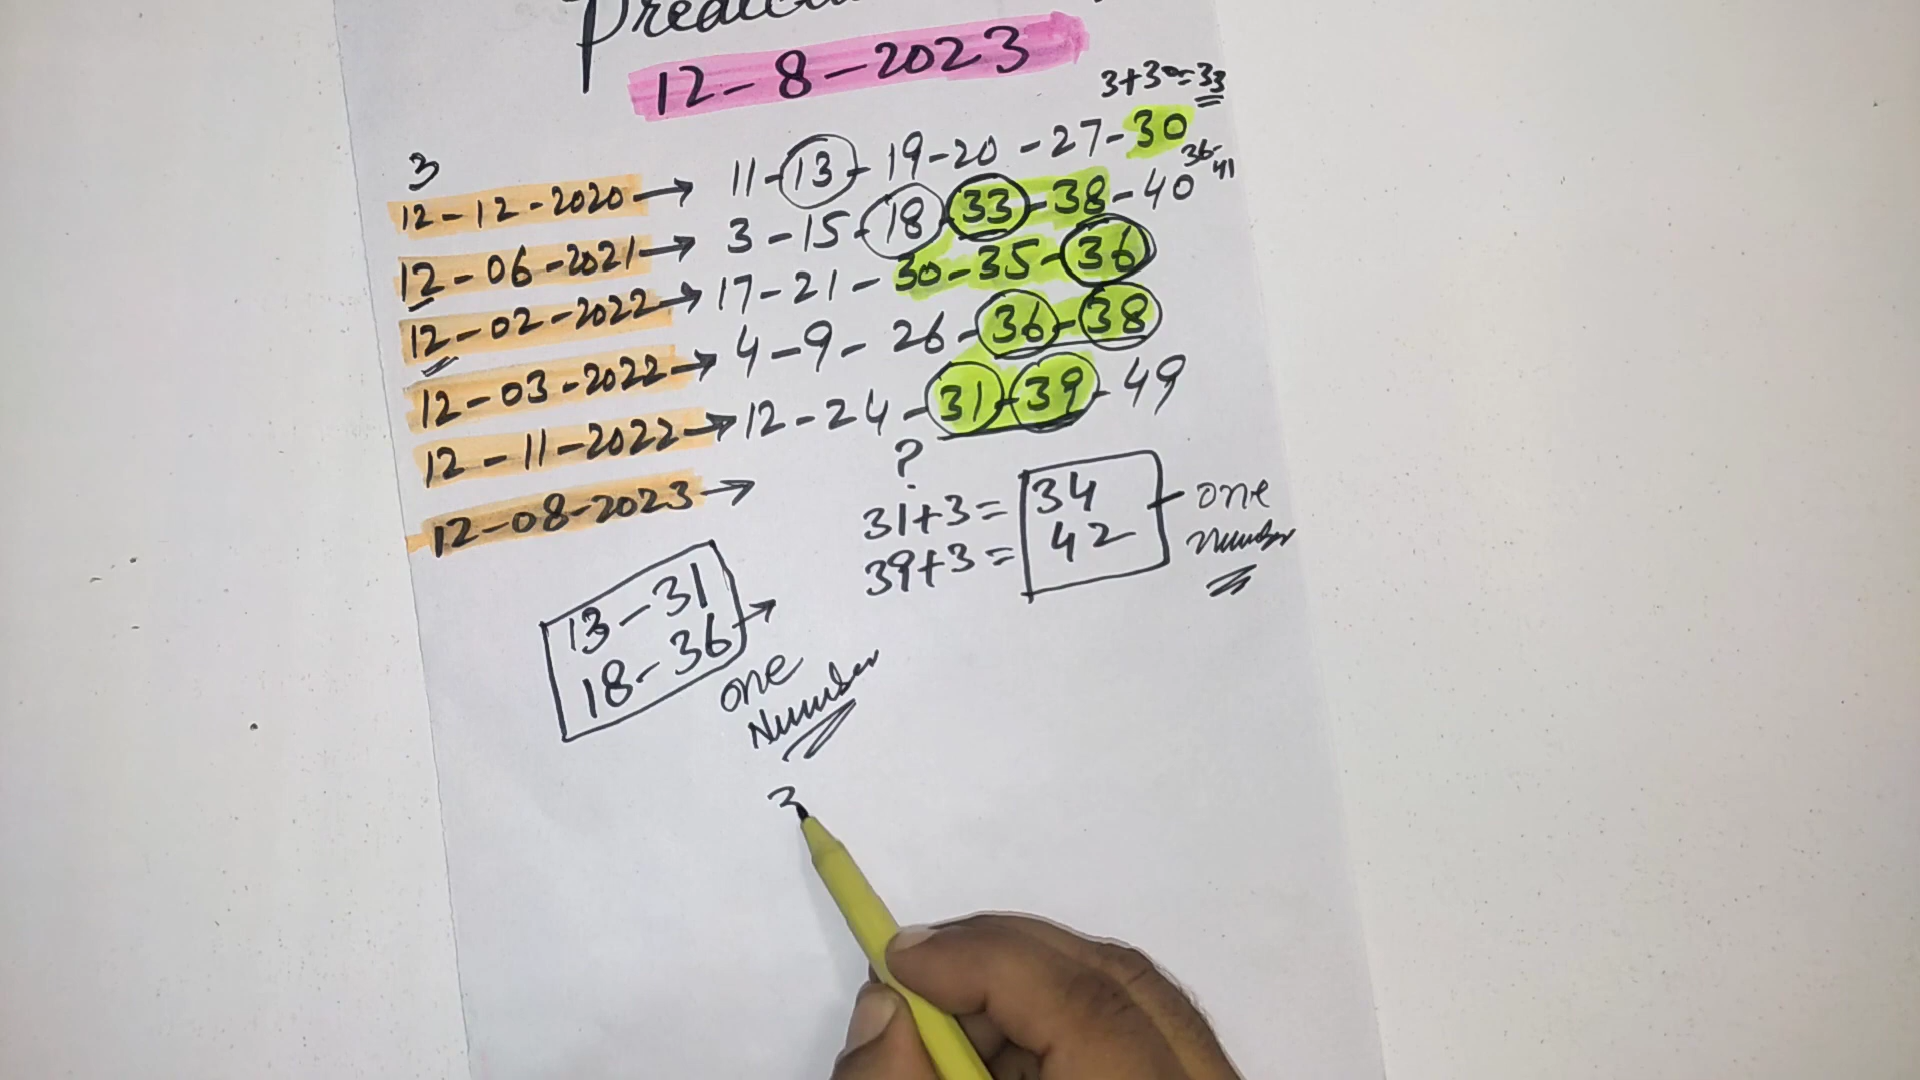 12-8-2023
3+30=33
3
12-12-2020 → 11-13-19-20-27-30
36-41
12-06-2021 → 3-15-18-33-38-40
12-02-2022 → 17-21-30-35-36
12-03-2022 → 4-9-26-36-38
12-11-2022 → 12-24-31-39-49
?
12-08-2023 →
31+3=34
39+3=42
one
number
13-31
18-36
one
Number